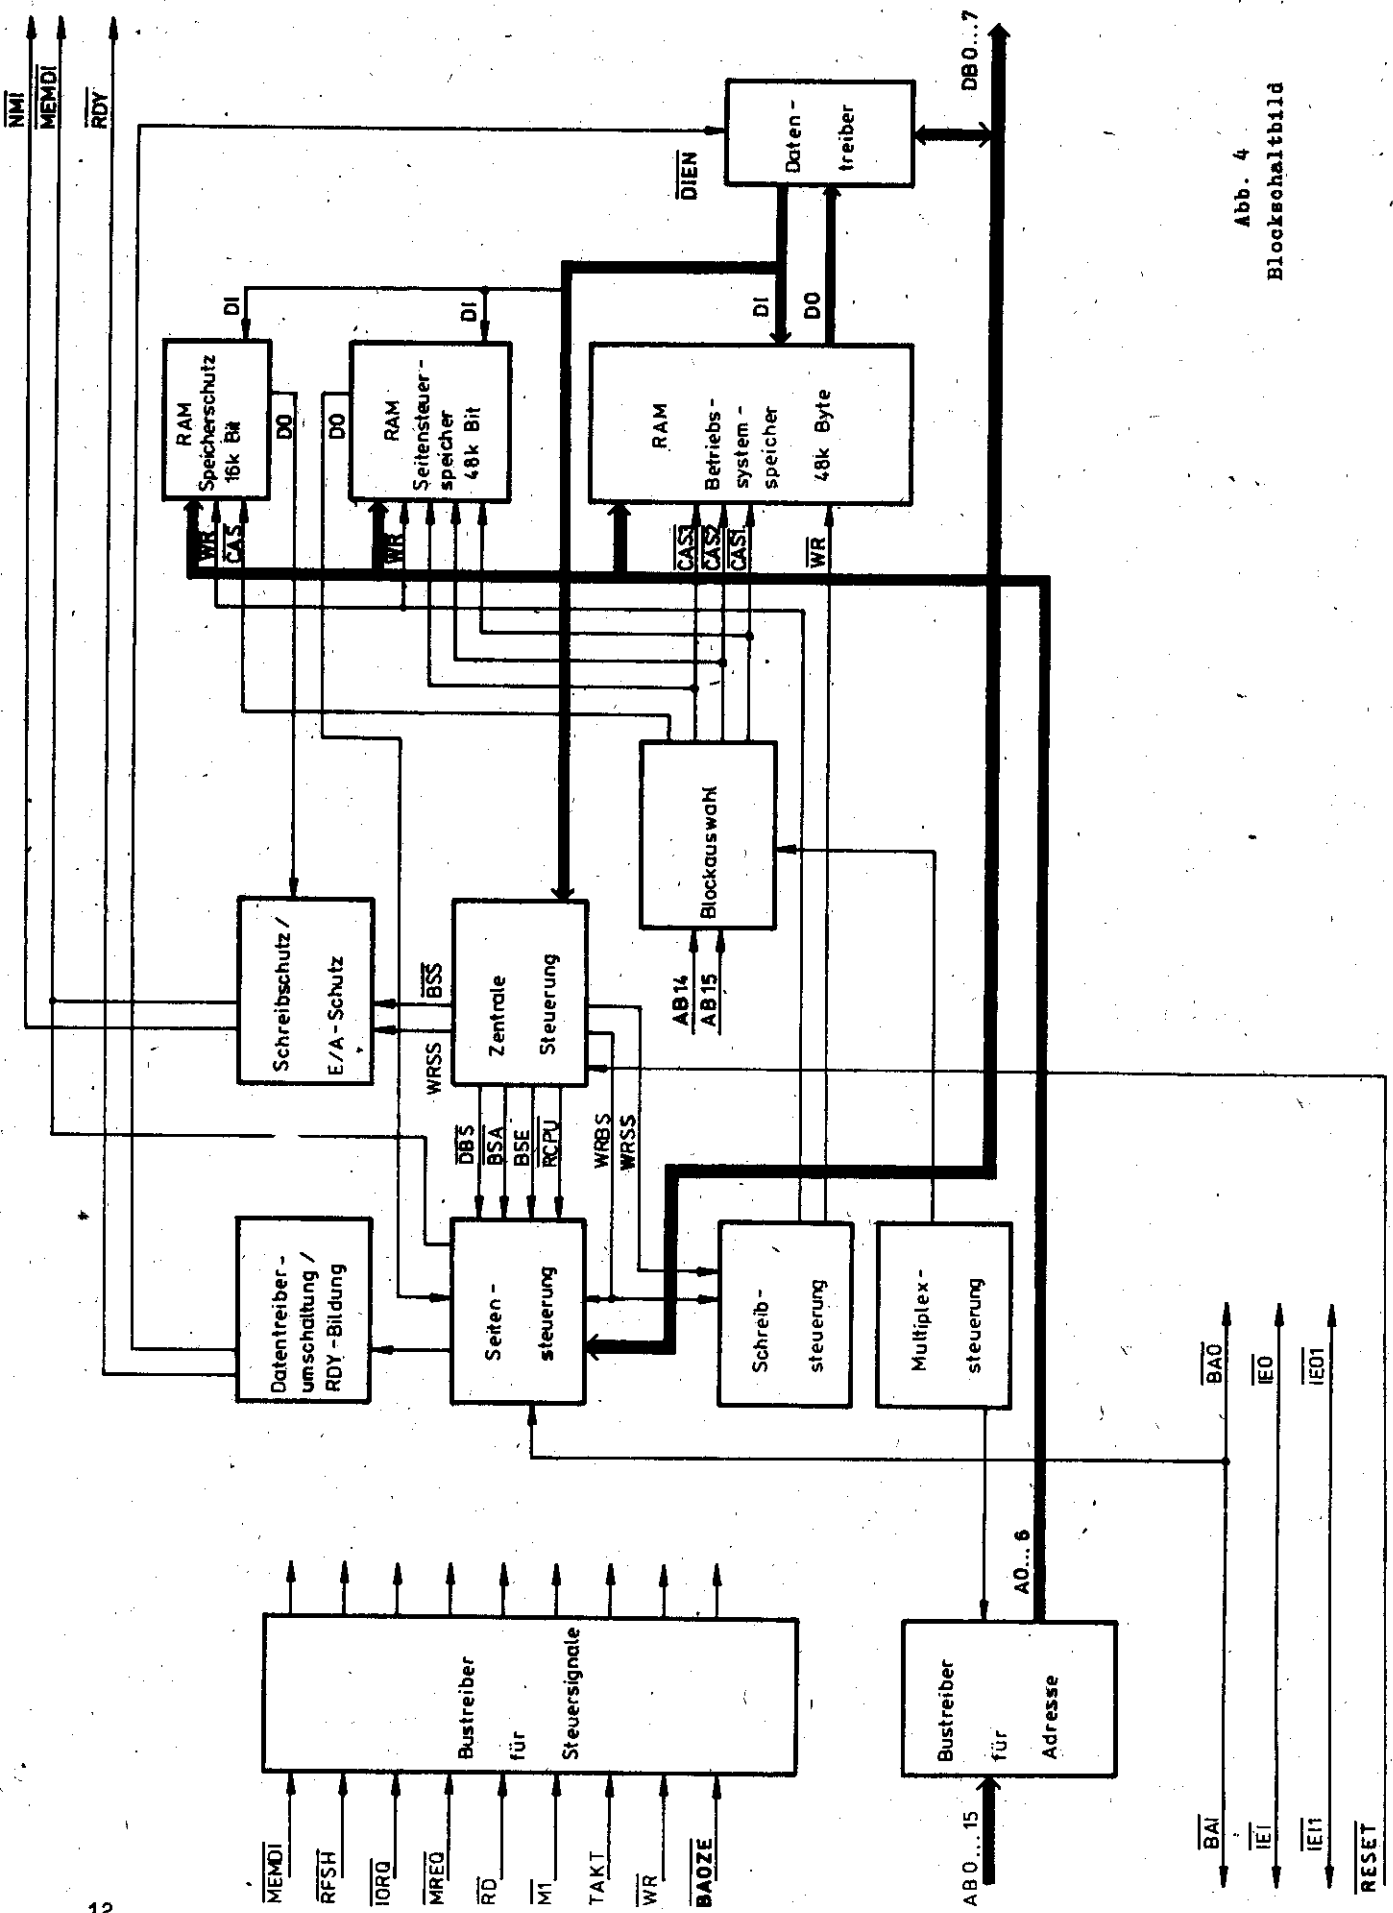 12
NMI
MEMDI
RDY
MEMDI
RFSH
IORQ
MREQ
RD
M1
TAKT
WR
BAOZE
Bustreiber
für
Steuersignale
AB0...15
Bustreiber
für
Adresse
A0...6
BAI
IEI
IEI1
RESET
BAO
IEO
IEO1
Datentreiber-
umschaltung/
RDY-Bildung
Seiten-
steuerung
Schreib-
steuerung
Multiplex-
steuerung
DBS
BSA
BSE
RCPU
WRBS
WRSS
Schreibschutz/
E/A-Schutz
WRSS
BSS
Zentrale
Steuerung
AB14
AB15
Blockauswahl
WR
CAS
WR
CAS3
CAS2
CAS1
WR
RAM
Speicherschutz
16k Bit
DO
DI
RAM
Seitensteuer-
speicher
48k Bit
DO
DI
RAM
Betriebs-
system-
speicher
48k Byte
DI
DO
DIEN
Daten-
treiber
DB0...7
Abb. 4
Blockschaltbild